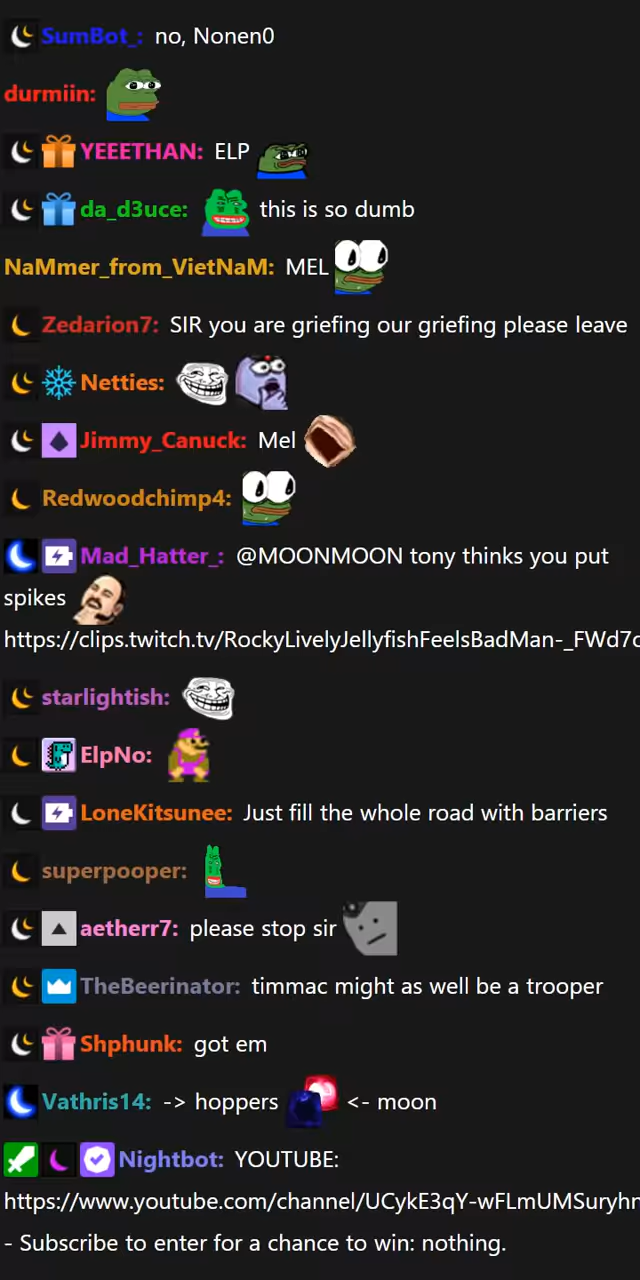 SumBot_: no, Nonen0
durmiin:
YEEETHAN: ELP
da_d3uce: this is so dumb
NaMmer_from_VietNaM: MEL
Zedarion7: SIR you are griefing our griefing please leave
Netties:
Jimmy_Canuck: Mel
Redwoodchimp4:
Mad_Hatter_: @MOONMOON tony thinks you put
spikes
https://clips.twitch.tv/RockyLivelyJellyfishFeelsBadMan-_FWd7c
starlightish:
ElpNo:
LoneKitsunee: Just fill the whole road with barriers
superpooper:
aetherr7: please stop sir
TheBeerinator: timmac might as well be a trooper
Shphunk: got em
Vathris14: -> hoppers <- moon
Nightbot: YOUTUBE:
https://www.youtube.com/channel/UCykE3qY-wFLmUMSuryhr
- Subscribe to enter for a chance to win: nothing.